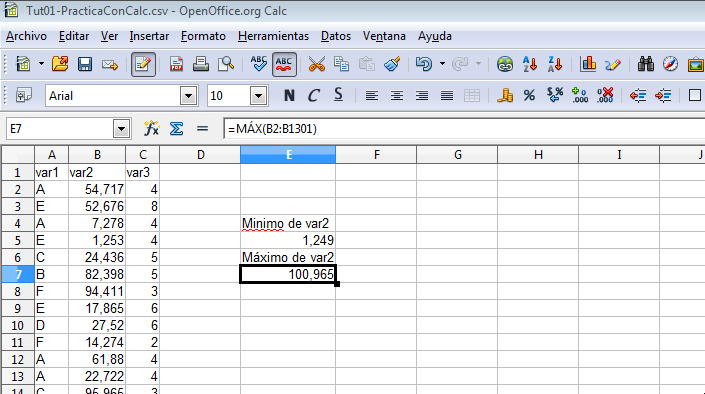 Tut01-PracticaConCalc.csv - OpenOffice.org Calc
Archivo Editar Ver Insertar Formato Herramientas Datos Ventana Ayuda
ABC ABC
Arial 10 N C S
E7 =MÁX(B2:B1301)
A B C D E F G H I J
1 var1 var2 var3
2 A 54,717 4
3 E 52,676 8
4 A 7,278 4 Minimo de var2
5 E 1,253 4 1,249
6 C 24,436 5 Máximo de var2
7 B 82,398 5 100,965
8 F 94,411 3
9 E 17,865 6
10 D 27,52 6
11 F 14,274 2
12 A 61,88 4
13 A 22,722 4
14 C 95,965 3